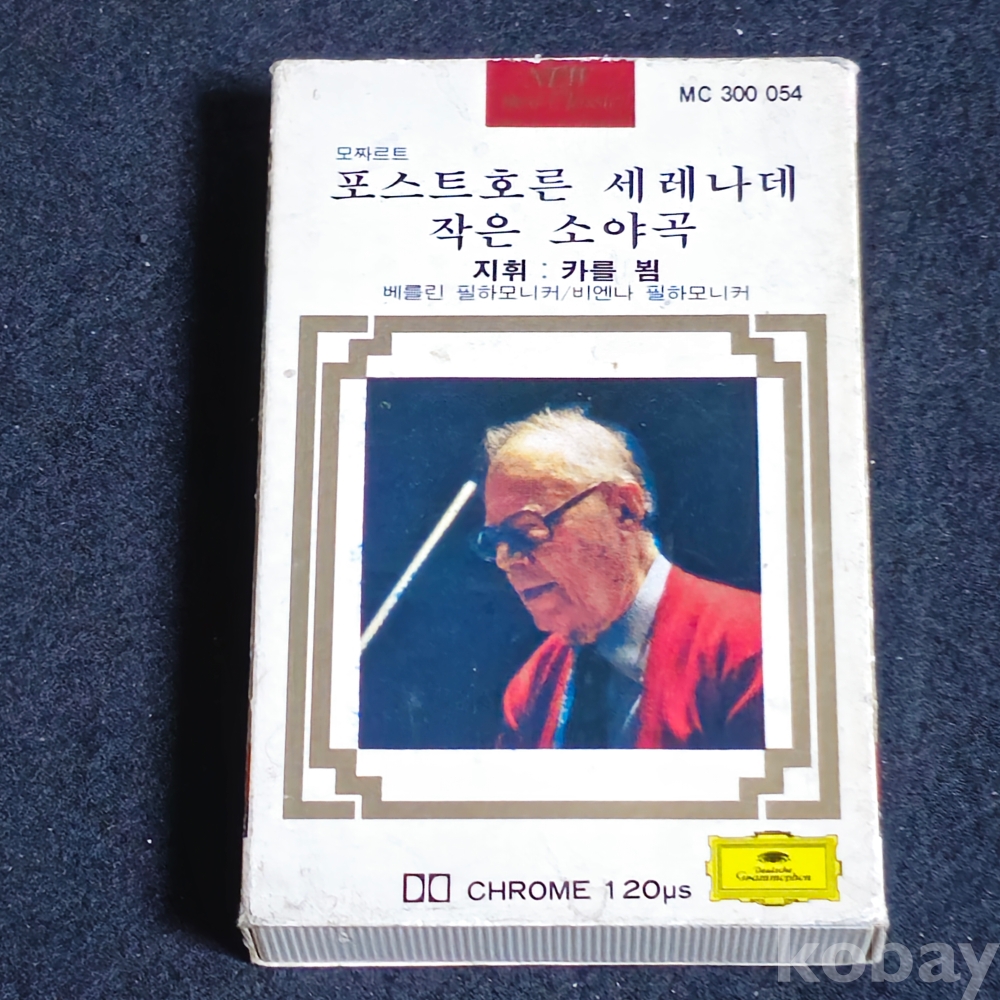 NEW
MC 300 054
모짜르트
포스트호른 세레나데
작은 소야곡
지휘 : 카를 뵘
베를린 필하모니커/비엔나 필하모니커
CHROME 120μs
Deutsche
Grammophon
kobay